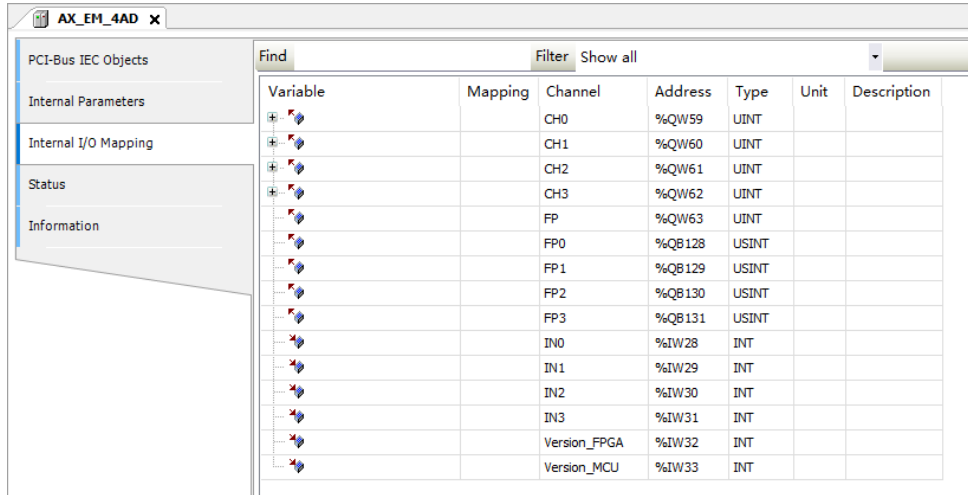 AX_EM_4AD X
PCI-Bus IEC Objects
Internal Parameters
Internal I/O Mapping
Status
Information
Find Filter Show all
Variable Mapping Channel Address Type Unit Description
CH0 %QW59 UINT
CH1 %QW60 UINT
CH2 %QW61 UINT
CH3 %QW62 UINT
FP %QW63 UINT
FP0 %QB128 USINT
FP1 %QB129 USINT
FP2 %QB130 USINT
FP3 %QB131 USINT
IN0 %IW28 INT
IN1 %IW29 INT
IN2 %IW30 INT
IN3 %IW31 INT
Version_FPGA %IW32 INT
Version_MCU %IW33 INT